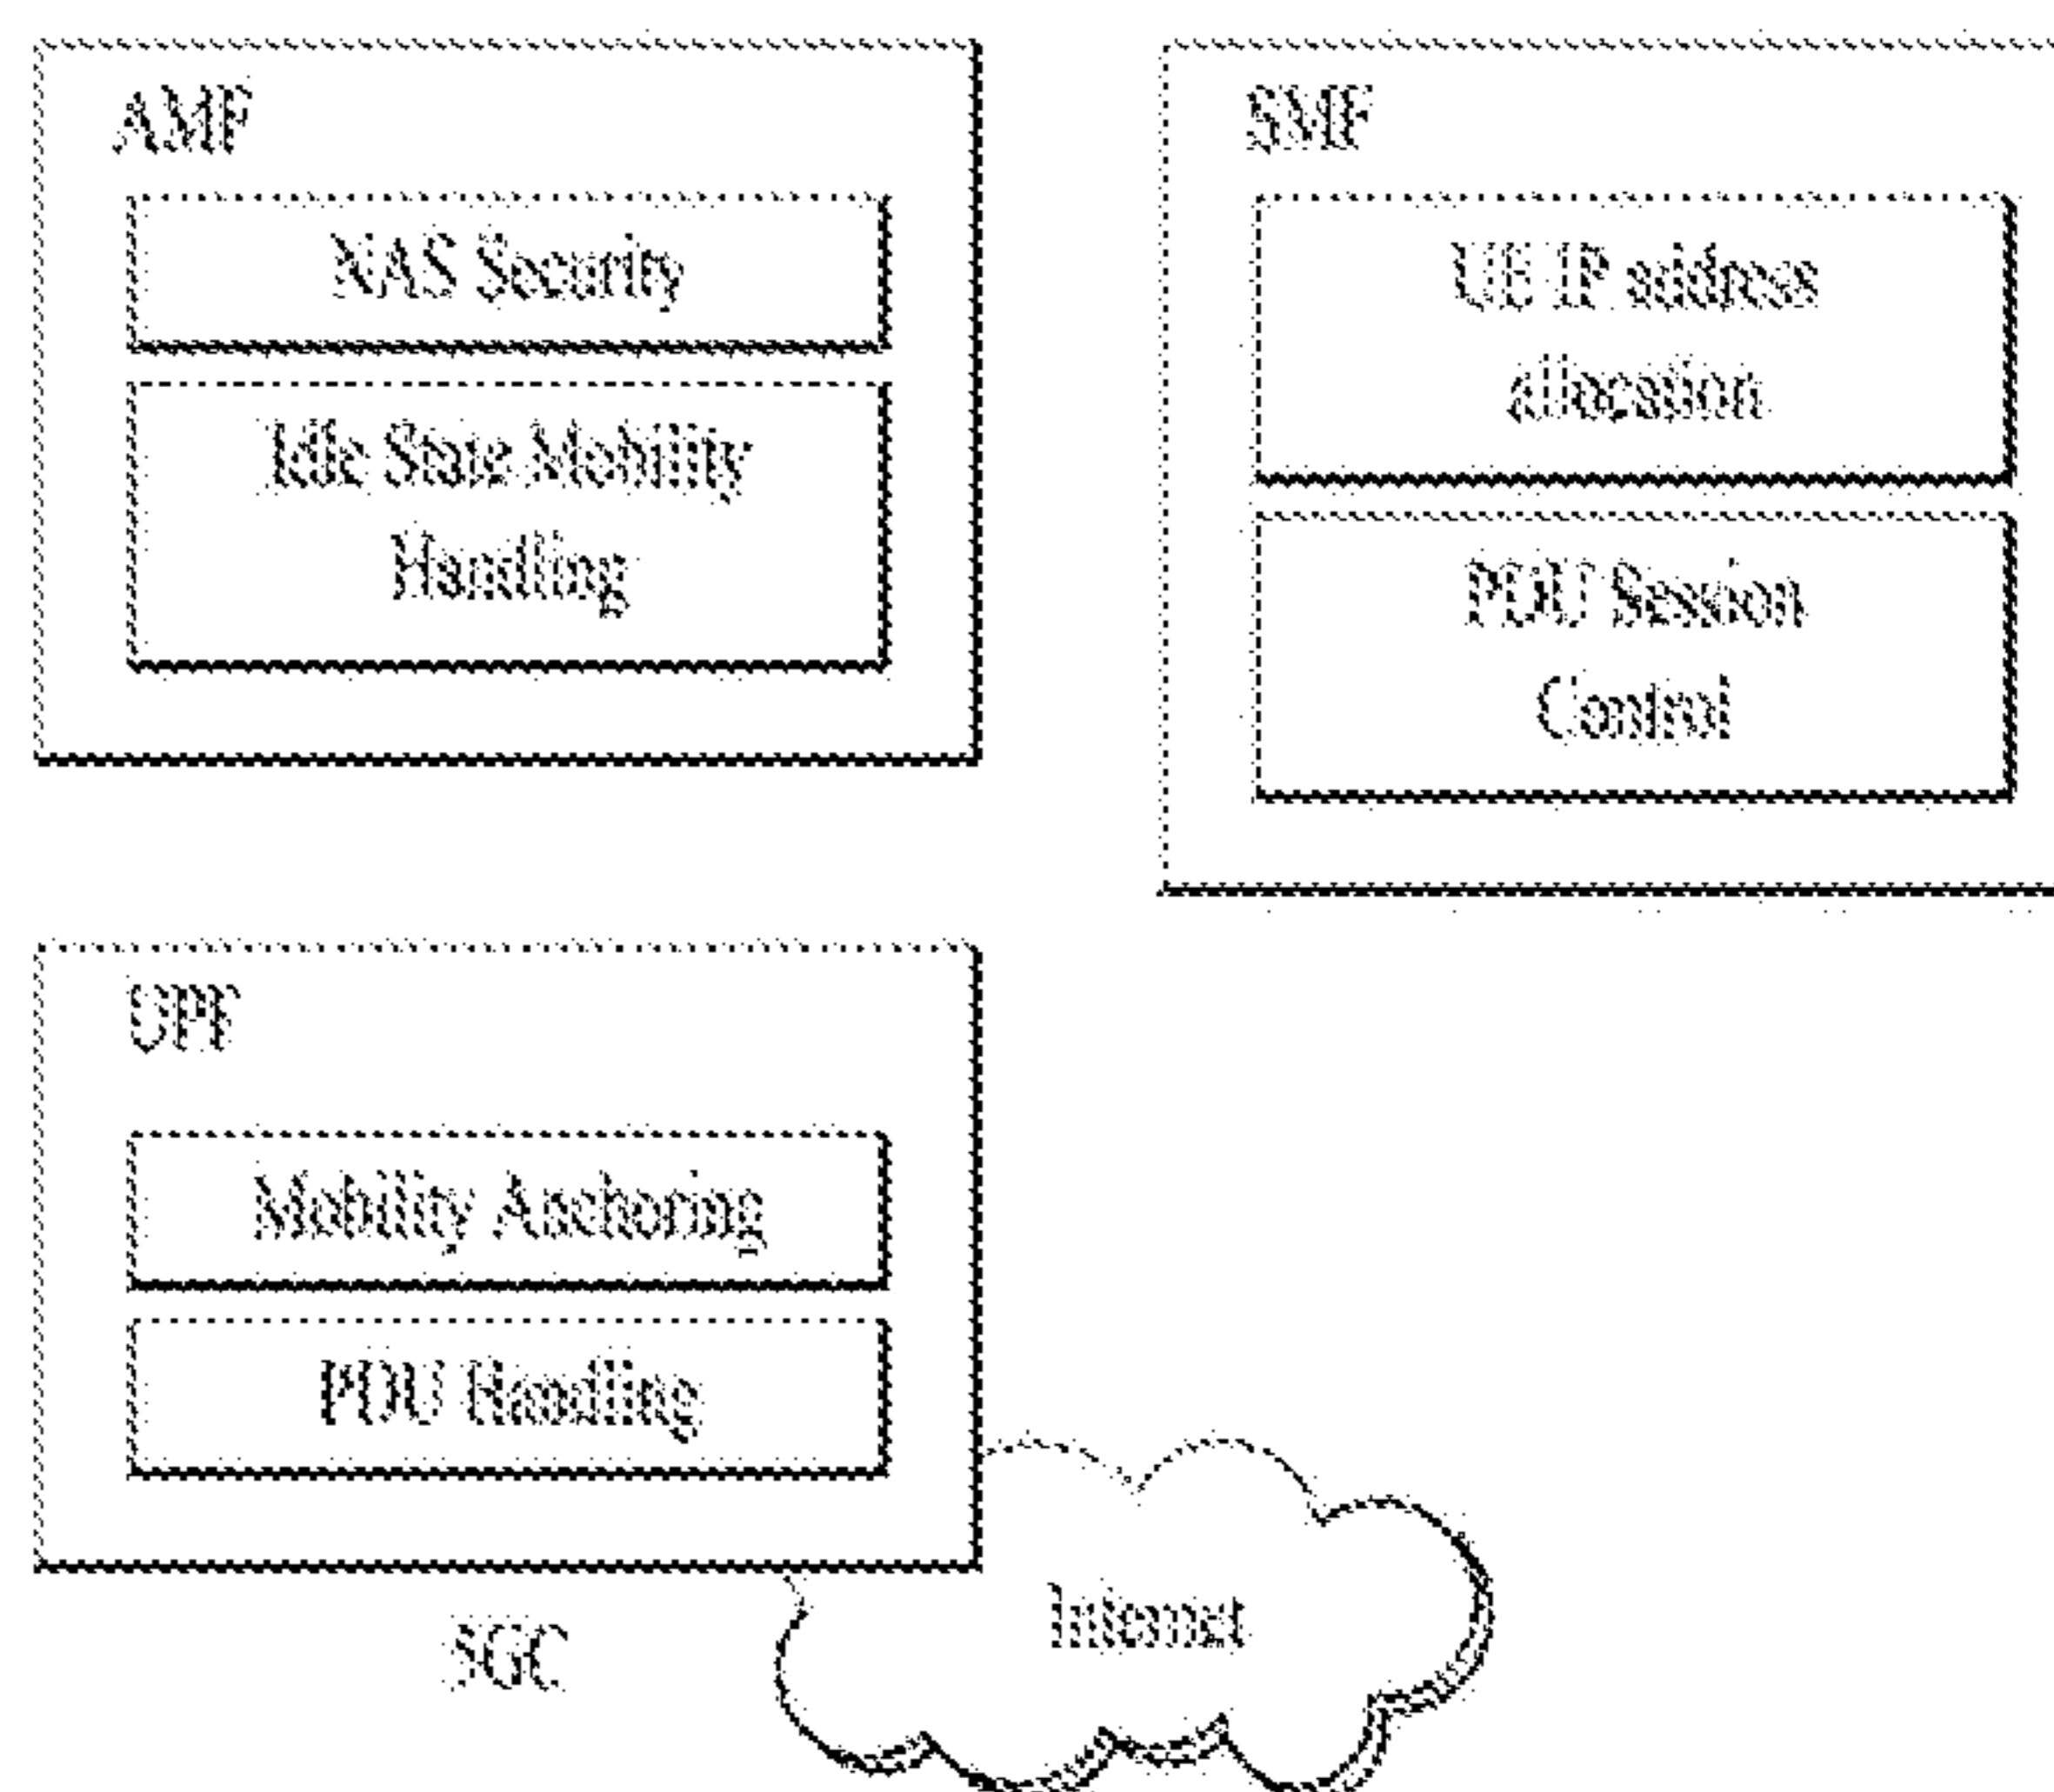 AMF
NAS Security
Idle State Mobility
Handling
SMF
UE IP address
allocation
PDU Session
Control
UPF
Mobility Anchoring
PDU Handling
5GC
Internet